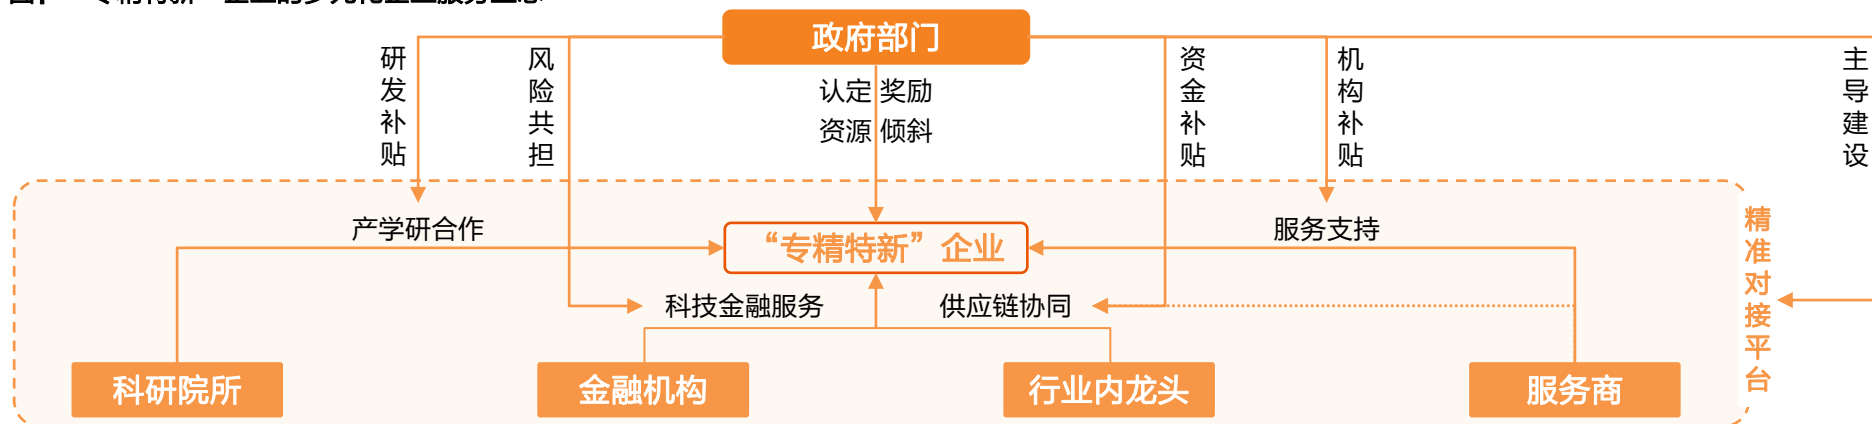 政府部门
研发补贴
风险共担
认定 奖励
资源 倾斜
资金补贴
机构补贴
主导建设
产学研合作
“专精特新”企业
服务支持
科技金融服务
供应链协同
精准对接平台
科研院所
金融机构
行业内龙头
服务商